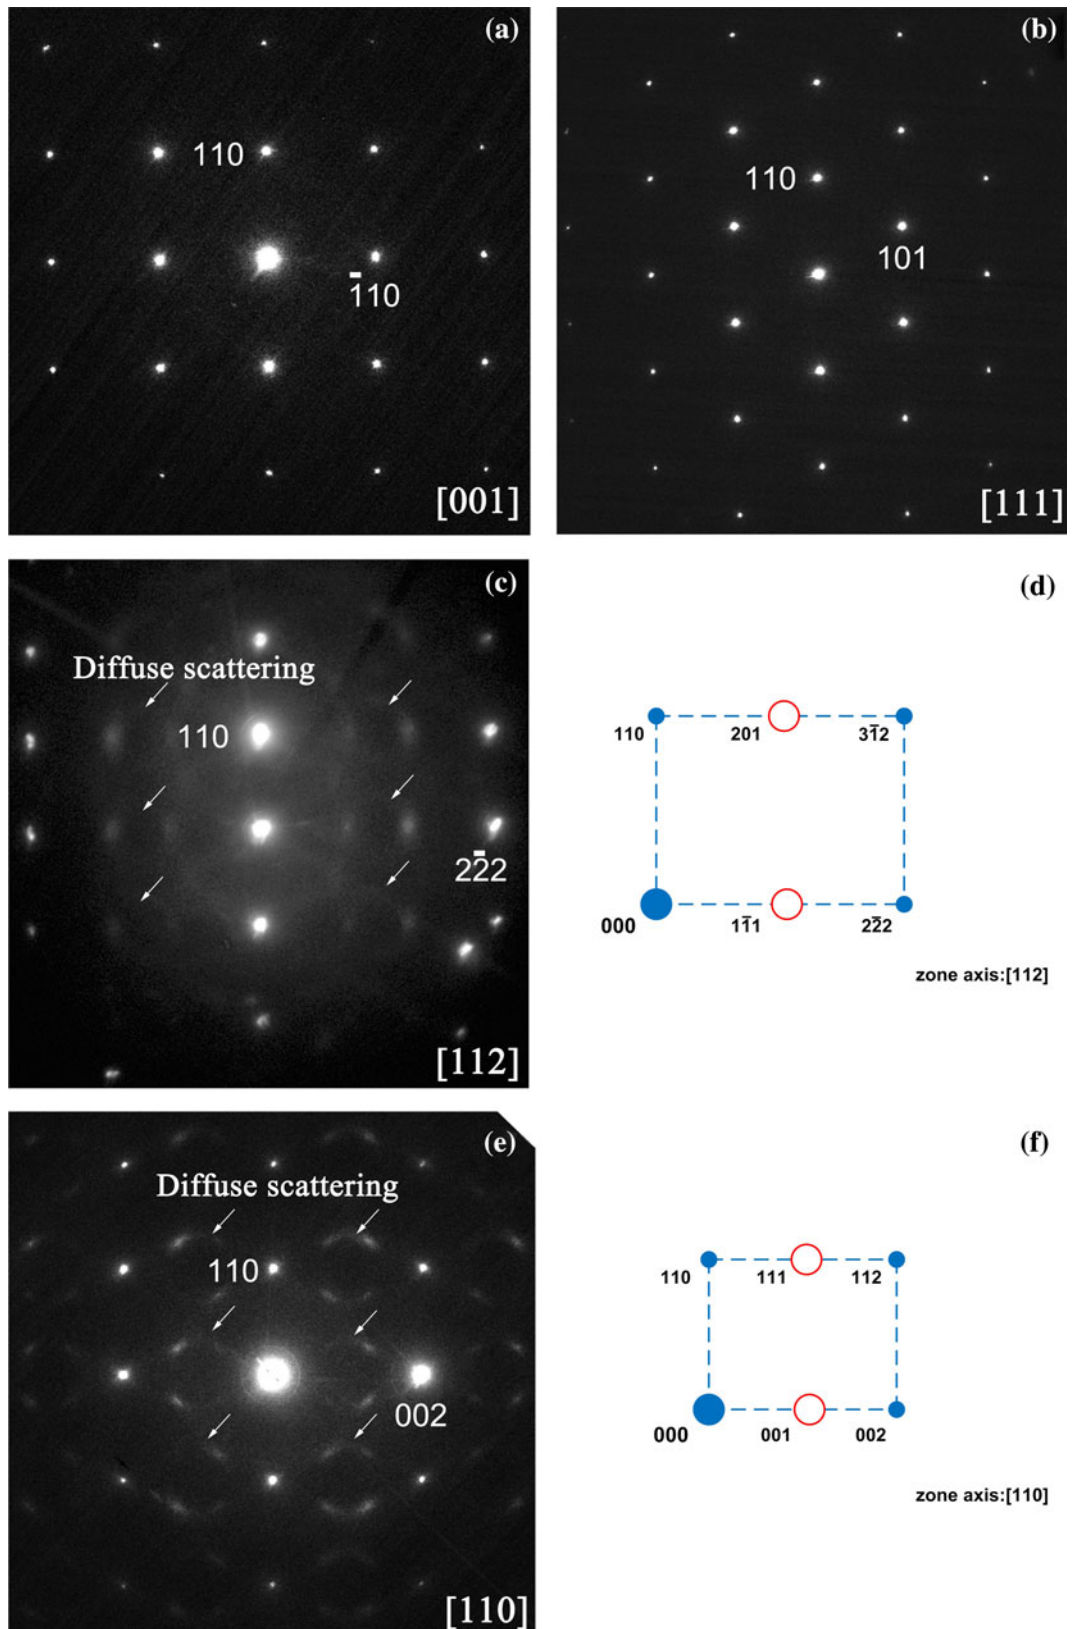 (a)
110
1̅10
[001]
(b)
110
101
[111]
(c)
Diffuse scattering
110
22̅2
[112]
(d)
110 201 31̅2
000 11̅1 22̅2
zone axis:[112]
(e)
Diffuse scattering
110
002
[110]
(f)
110 111 112
000 001 002
zone axis:[110]